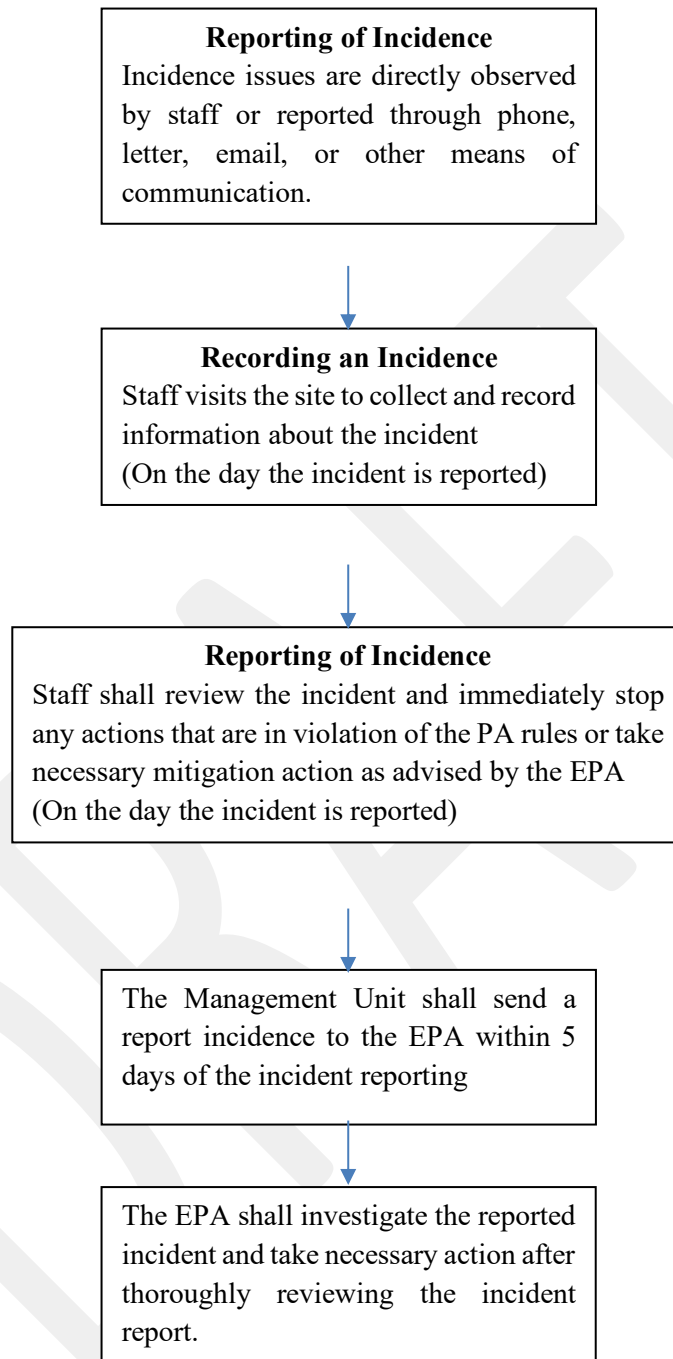 Reporting of Incidence
Incidence issues are directly observed
by staff or reported through phone,
letter, email, or other means of
communication.
Recording an Incidence
Staff visits the site to collect and record
information about the incident
(On the day the incident is reported)
Reporting of Incidence
Staff shall review the incident and immediately stop
any actions that are in violation of the PA rules or take
necessary mitigation action as advised by the EPA
(On the day the incident is reported)
The Management Unit shall send a
report incidence to the EPA within 5
days of the incident reporting
The EPA shall investigate the reported
incident and take necessary action after
thoroughly reviewing the incident
report.
DRAFT